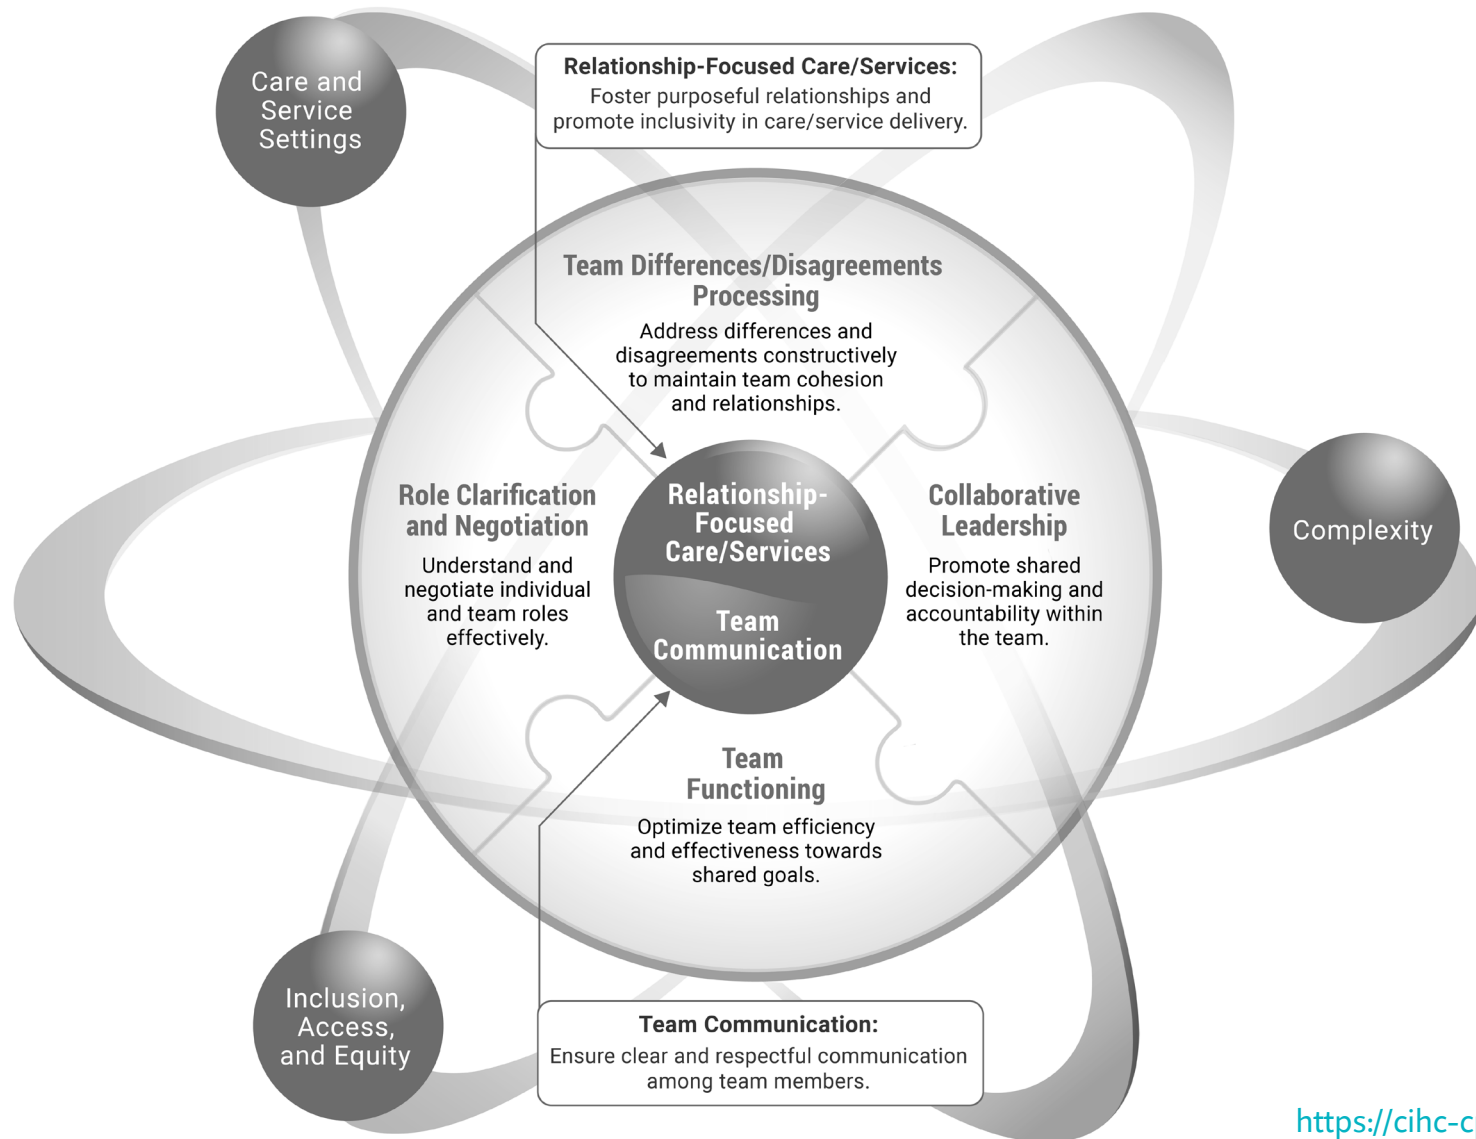 Care and
Service
Settings
Relationship-Focused Care/Services:
Foster purposeful relationships and
promote inclusivity in care/service delivery.
Team Differences/Disagreements
Processing
Address differences and
disagreements constructively
to maintain team cohesion
and relationships.
Role Clarification
and Negotiation
Understand and
negotiate individual
and team roles
effectively.
Relationship-
Focused
Care/Services
Team
Communication
Collaborative
Leadership
Promote shared
decision-making and
accountability within
the team.
Complexity
Team
Functioning
Optimize team efficiency
and effectiveness towards
shared goals.
Inclusion,
Access,
and Equity
Team Communication:
Ensure clear and respectful communication
among team members.
https://cihc-c